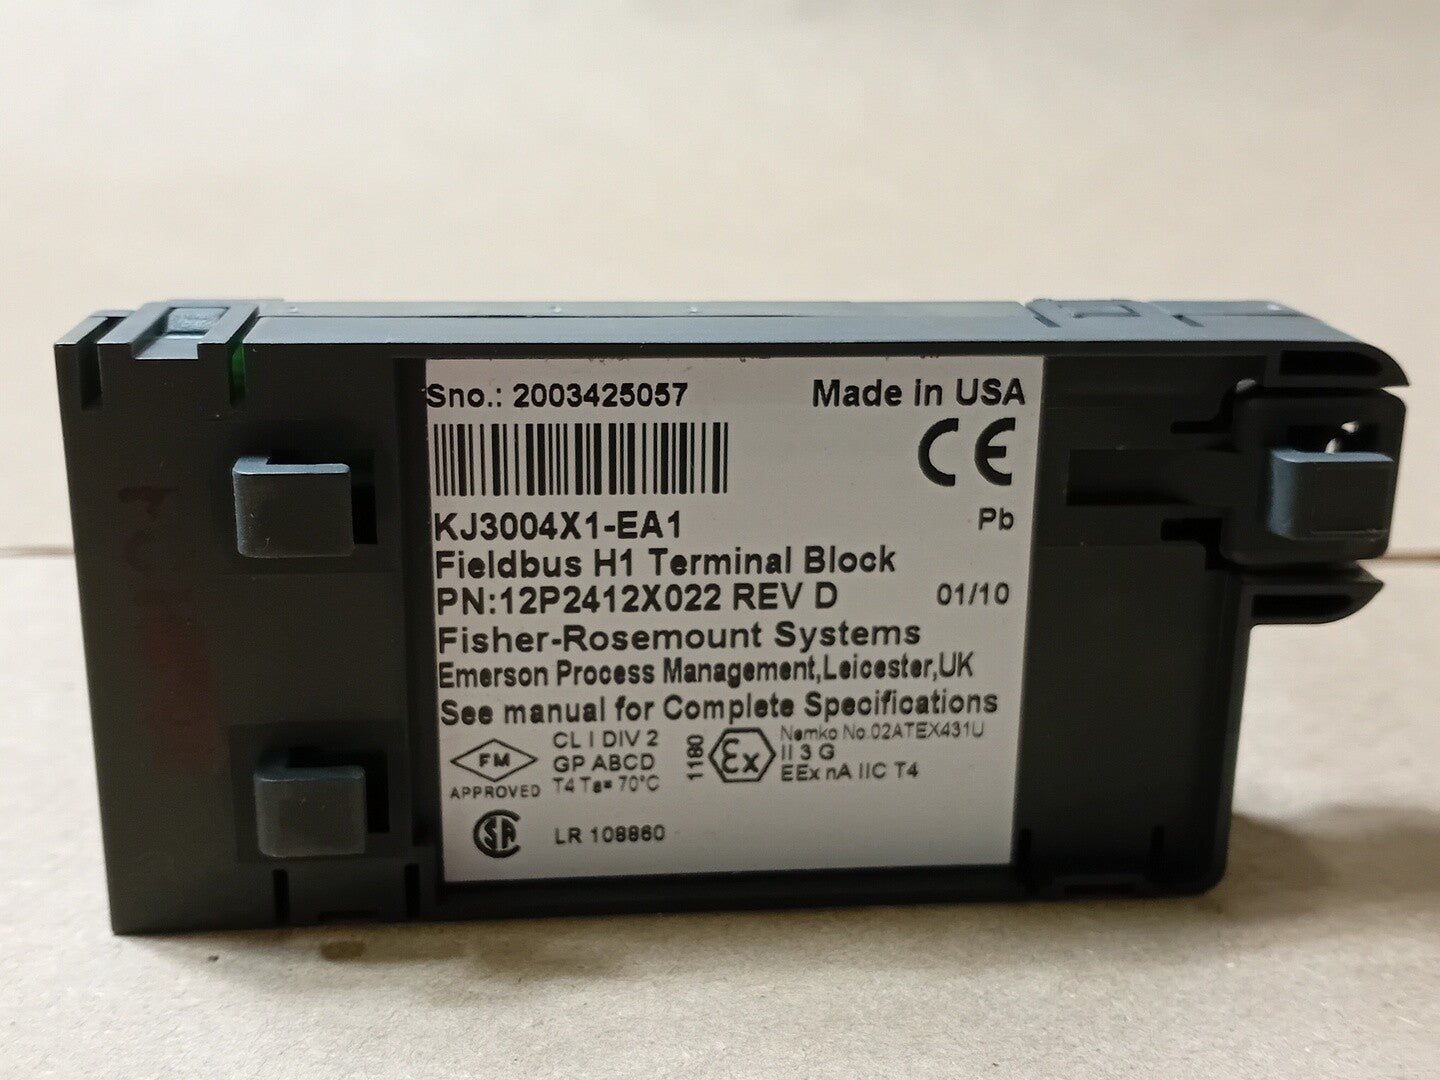 Sno.: 2003425057 Made in USA
CE
KJ3004X1-EA1 Pb
Fieldbus H1 Terminal Block
PN:12P2412X022 REV D 01/10
Fisher-Rosemount Systems
Emerson Process Management,Leicester,UK
See manual for Complete Specifications
FM
APPROVED
CL I DIV 2
GP ABCD
T4 Ta= 70°C
1180
Ex
Nemko No.02ATEX431U
II 3 G
EEx nA IIC T4
CSA
LR 108860